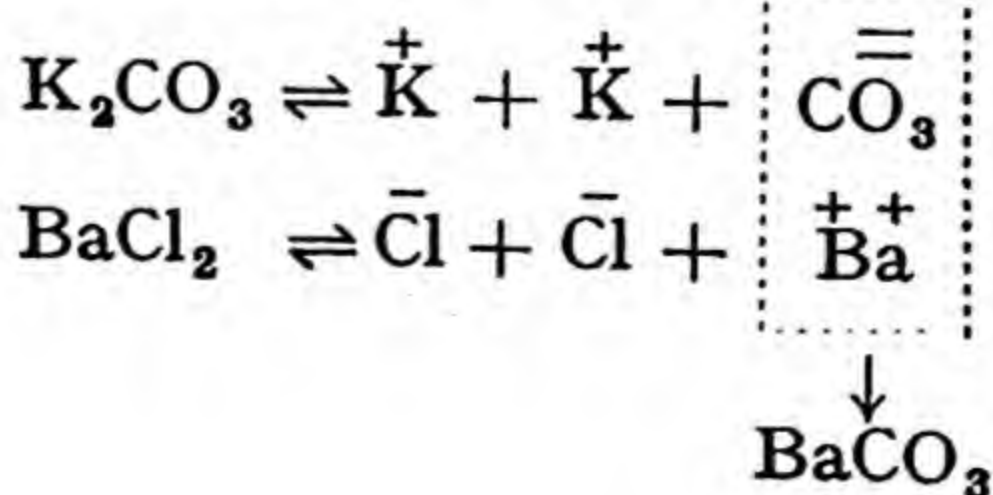 K₂CO₃ ⇌ K⁺ + K⁺ + CO₃⁼
BaCl₂ ⇌ Cl⁻ + Cl⁻ + Ba⁺⁺
↓
BaCO₃